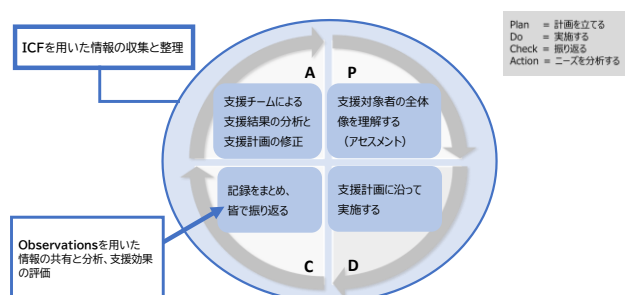 ICFを用いた情報の収集と整理
Plan = 計画を立てる
Do = 実施する
Check = 振り返る
Action = ニーズを分析する
A
P
支援チームによる
支援結果の分析と
支援計画の修正
支援対象者の全体
像を理解する
（アセスメント）
記録をまとめ、
皆で振り返る
支援計画に沿って
実施する
Observationsを用いた
情報の共有と分析、支援効果
の評価
C
D